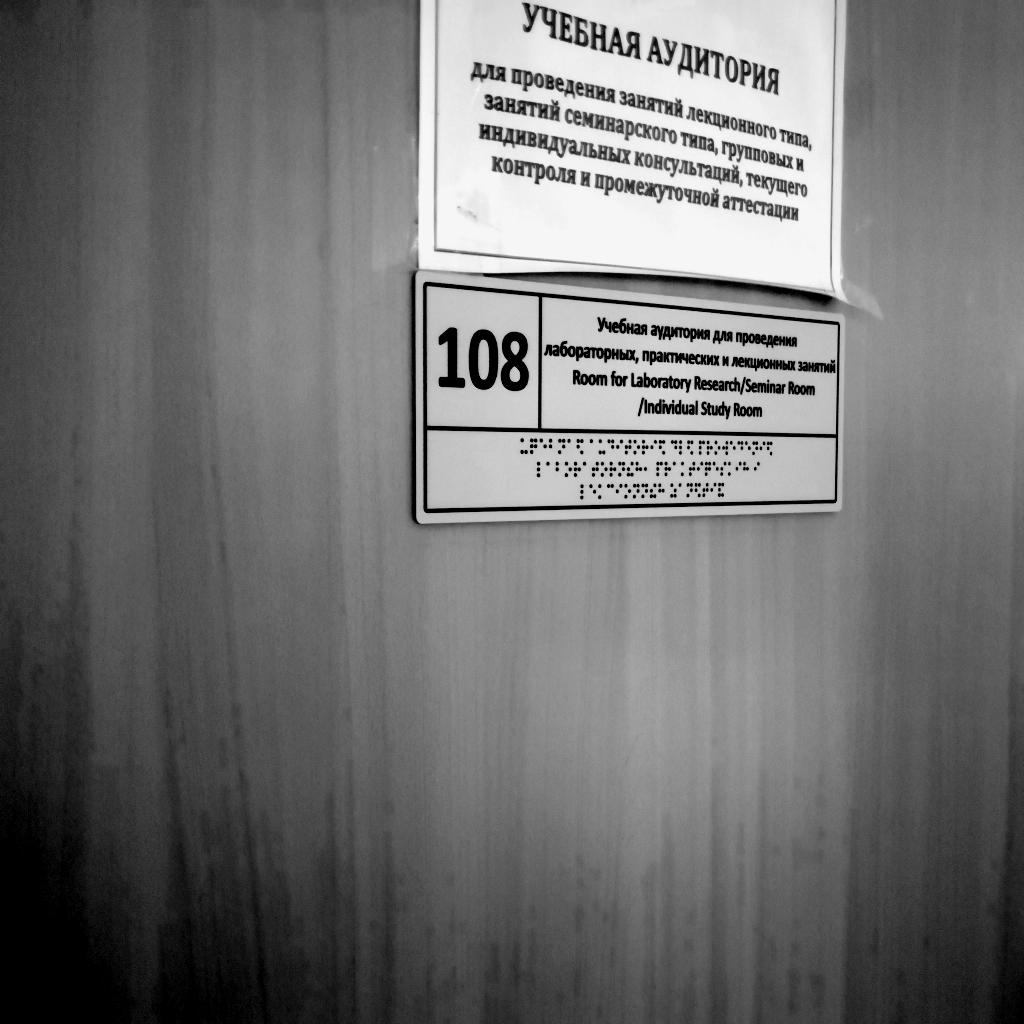 УЧЕБНАЯ АУДИТОРИЯ
для проведения занятий лекционного типа,
занятий семинарского типа, групповых и
индивидуальных консультаций, текущего
контроля и промежуточной аттестации
108
Учебная аудитория для проведения
лабораторных, практических и лекционных занятий
Room for Laboratory Research/Seminar Room
/Individual Study Room